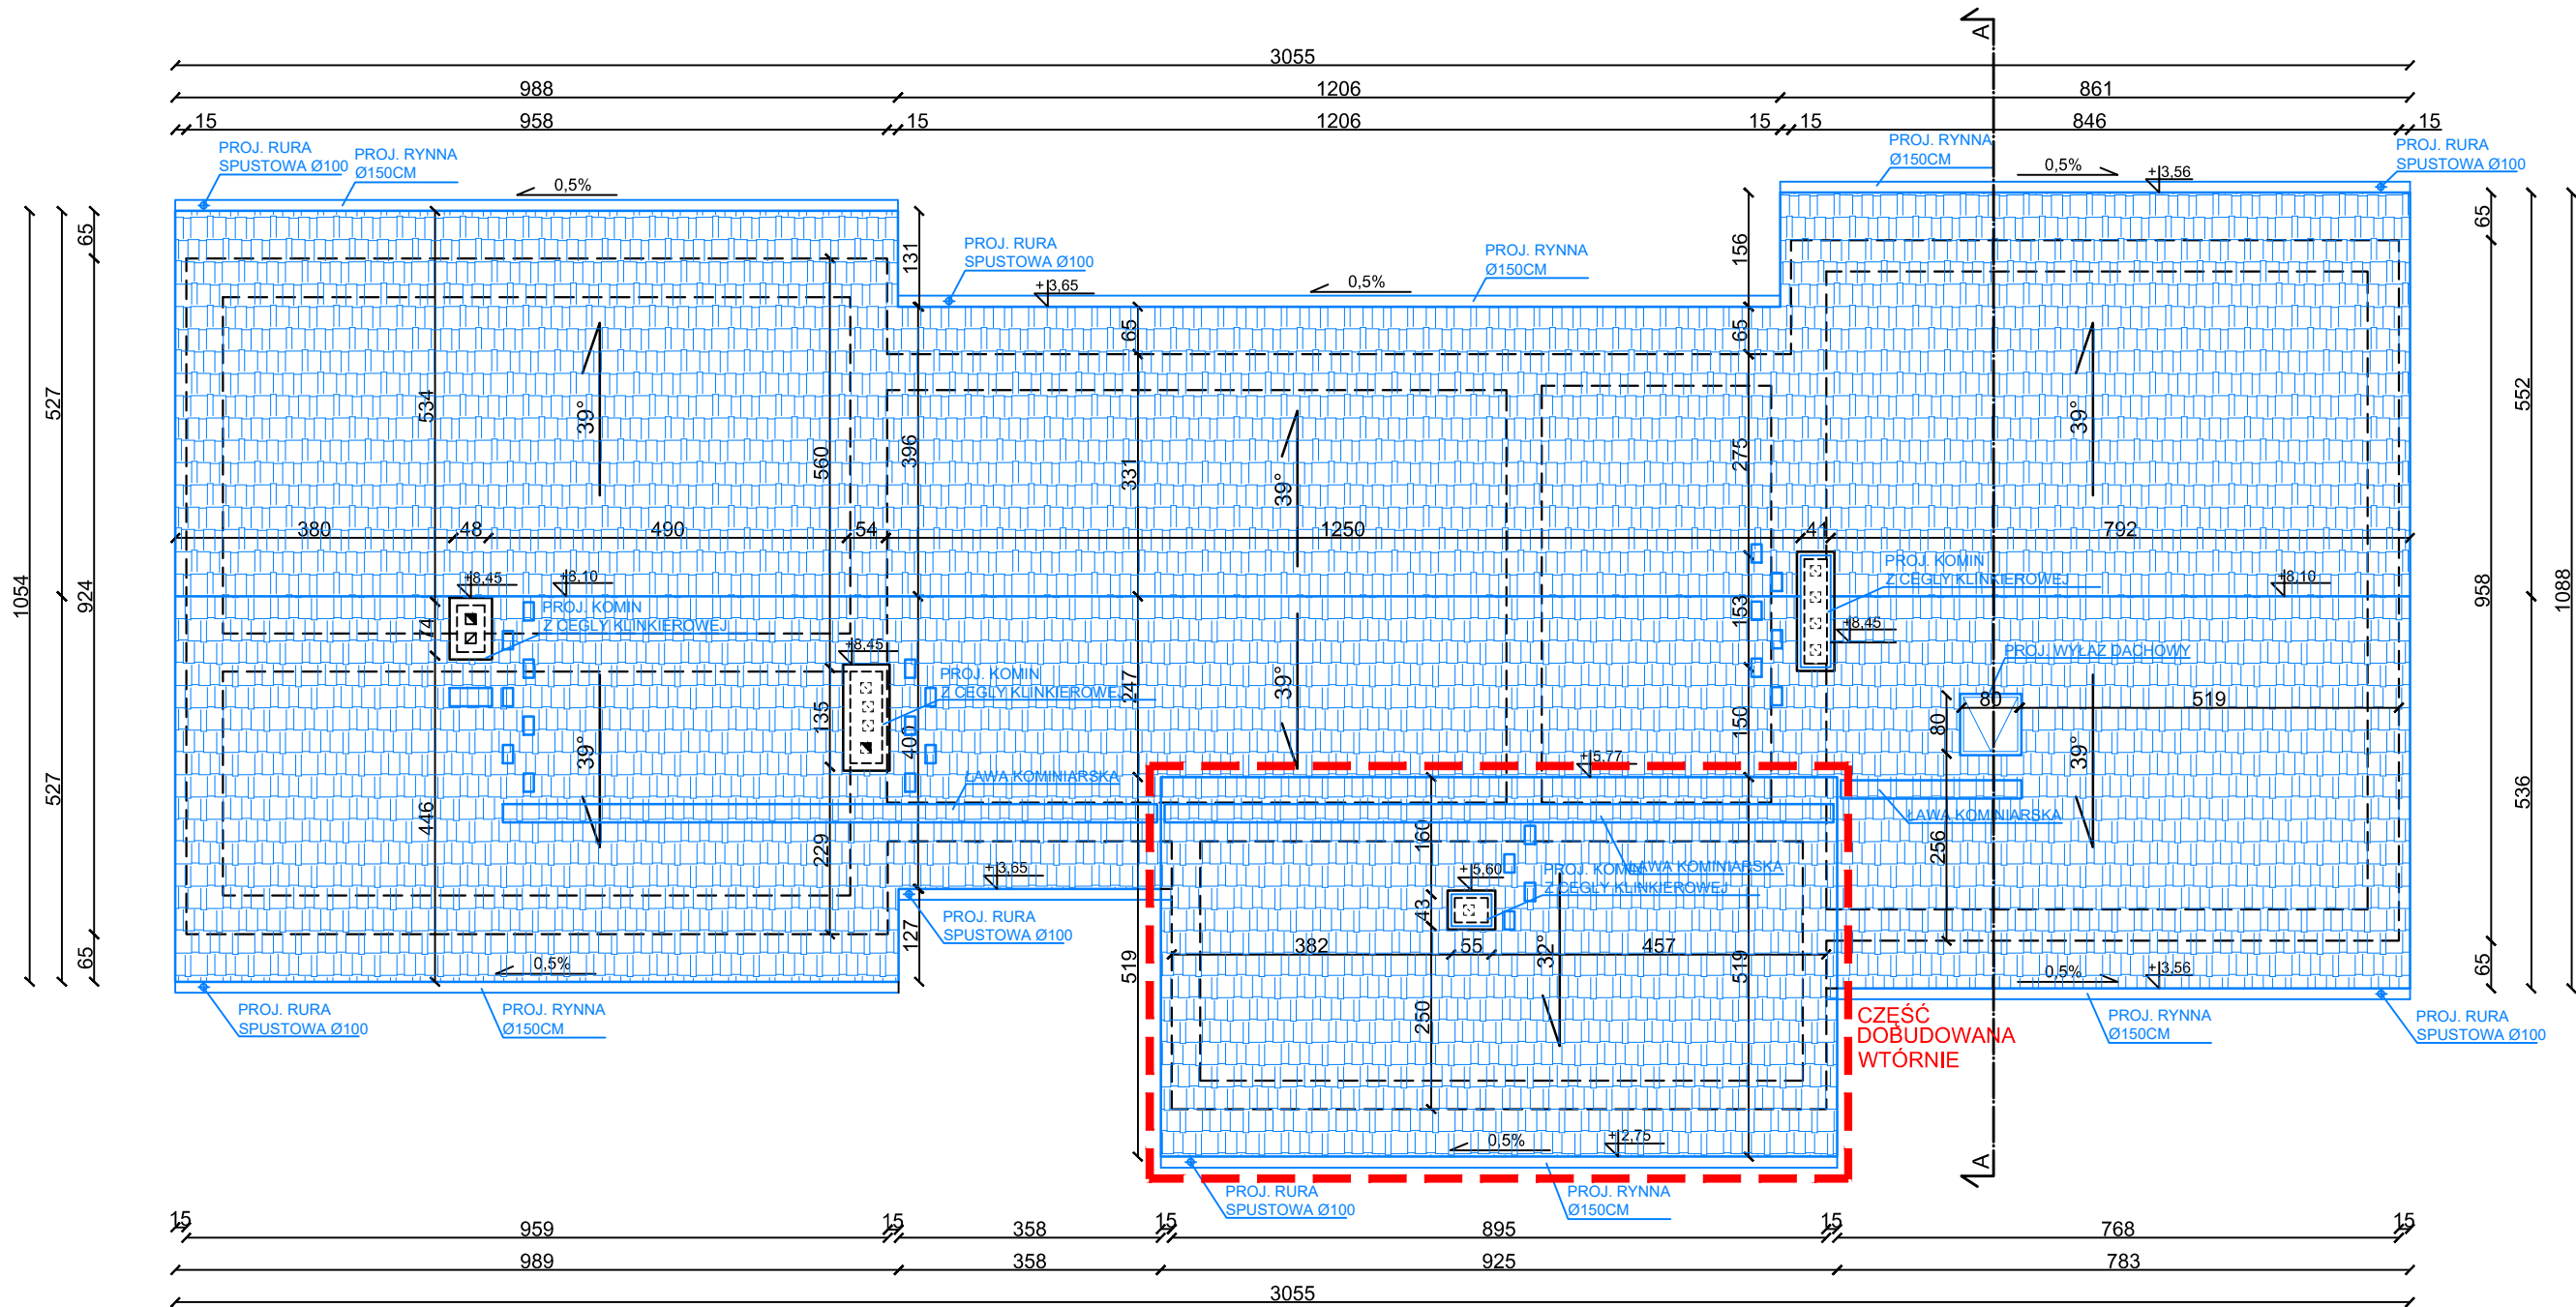 A
3055
988
1206
861
15
958
15
1206
15
15
846
15
PROJ. RURA
SPUSTOWA Ø100
PROJ. RYNNA
Ø150CM
0,5%
PROJ. RYNNA
Ø150CM
0,5%
+3,56
PROJ. RURA
SPUSTOWA Ø100
PROJ. RURA
SPUSTOWA Ø100
+3,65
0,5%
PROJ. RYNNA
Ø150CM
1054
527
527
65
924
65
534
74
446
39°
39°
560
135
229
131
396
400
127
65
331
247
519
39°
39°
156
65
275
153
150
519
39°
39°
65
958
65
552
536
1088
380
48
490
54
1250
41
792
+8,45
+8,10
PROJ. KOMIN
Z CEGLY KLINKIEROWEJ
+8,45
PROJ. KOMIN
Z CEGLY KLINKIEROWEJ
PROJ. KOMIN
Z CEGLY KLINKIEROWEJ
+8,10
+8,45
PROJ. WYŁAZ DACHOWY
80
519
80
256
ŁAWA KOMINIARSKA
+5,77
ŁAWA KOMINIARSKA
160
43
250
+5,60
PROJ. KOMIN
Z CEGLY KLINKIEROWEJ
ŁAWA KOMINIARSKA
382
55
457
32°
+3,65
PROJ. RURA
SPUSTOWA Ø100
0,5%
PROJ. RURA
SPUSTOWA Ø100
PROJ. RYNNA
Ø150CM
0,5%
+3,56
PROJ. RYNNA
Ø150CM
PROJ. RURA
SPUSTOWA Ø100
CZĘŚĆ
DOBUDOWANA
WTÓRNIE
0,5%
+2,75
PROJ. RURA
SPUSTOWA Ø100
PROJ. RYNNA
Ø150CM
A
15
959
15
358
15
895
15
768
15
989
358
925
783
3055